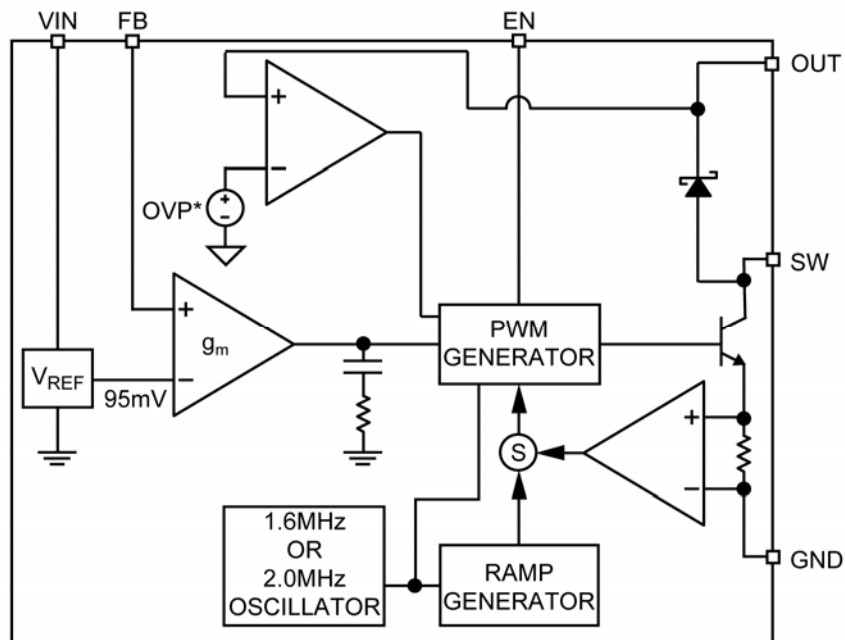 VIN
FB
EN
OUT
+
−
OVP*
+
−
SW
+
gm
−
VREF
95mV
PWM
GENERATOR
+
−
S
GND
1.6MHz
OR
2.0MHz
OSCILLATOR
RAMP
GENERATOR